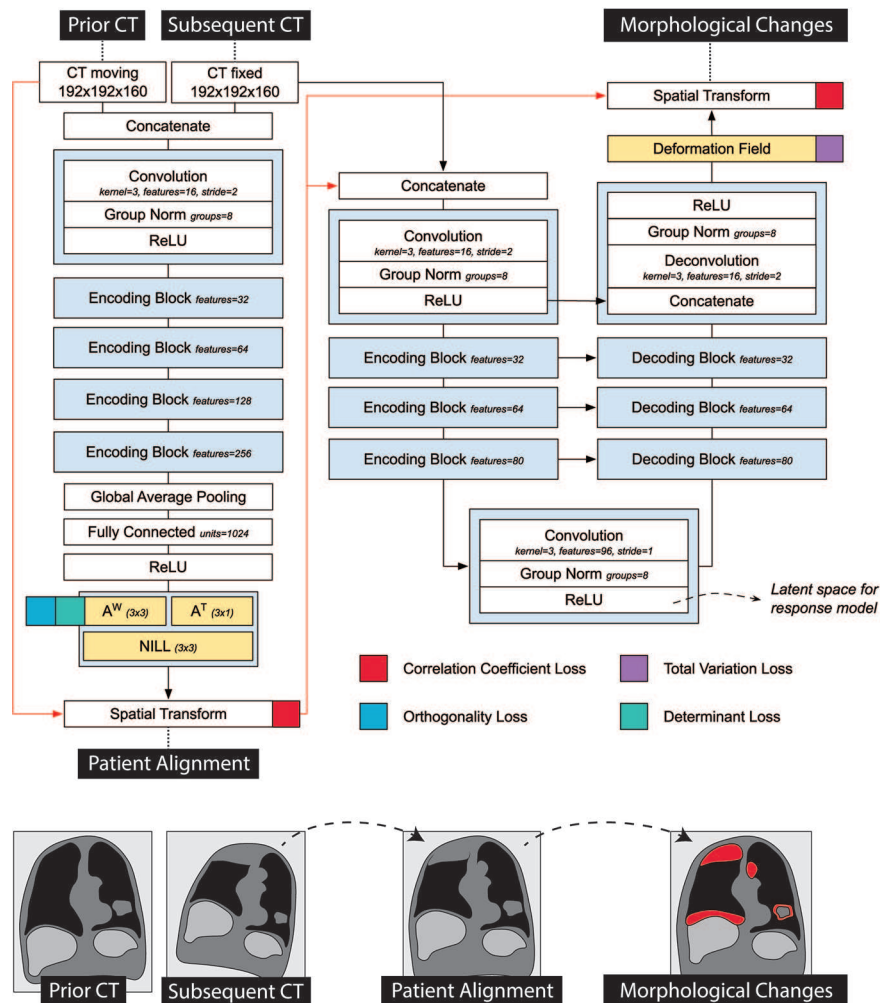 Prior CT
Subsequent CT
CT moving
192x192x160
CT fixed
192x192x160
Concatenate
Convolution
kernel=3, features=16, stride=2
Group Norm groups=8
ReLU
Encoding Block features=32
Encoding Block features=64
Encoding Block features=128
Encoding Block features=256
Global Average Pooling
Fully Connected units=1024
ReLU
A^W (3x3)
A^T (3x1)
NILL (3x3)
Spatial Transform
Patient Alignment
Concatenate
Convolution
kernel=3, features=16, stride=2
Group Norm groups=8
ReLU
Encoding Block features=32
Encoding Block features=64
Encoding Block features=80
Convolution
kernel=3, features=96, stride=1
Group Norm groups=8
ReLU
Latent space for
response model
Morphological Changes
Spatial Transform
Deformation Field
ReLU
Group Norm groups=8
Deconvolution
kernel=3, features=16, stride=2
Concatenate
Decoding Block features=32
Decoding Block features=64
Decoding Block features=80
Correlation Coefficient Loss
Total Variation Loss
Orthogonality Loss
Determinant Loss
Prior CT
Subsequent CT
Patient Alignment
Morphological Changes